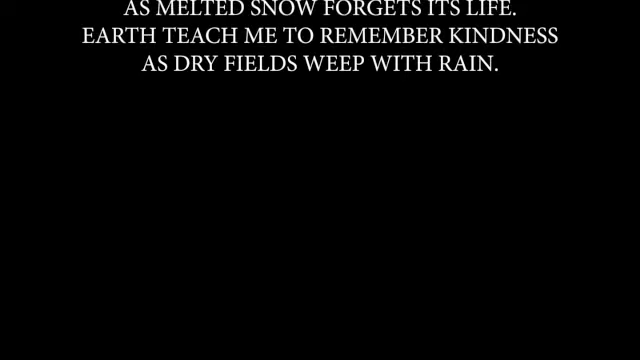 AS MELTED SNOW FORGETS ITS LIFE.
EARTH TEACH ME TO REMEMBER KINDNESS
AS DRY FIELDS WEEP WITH RAIN.